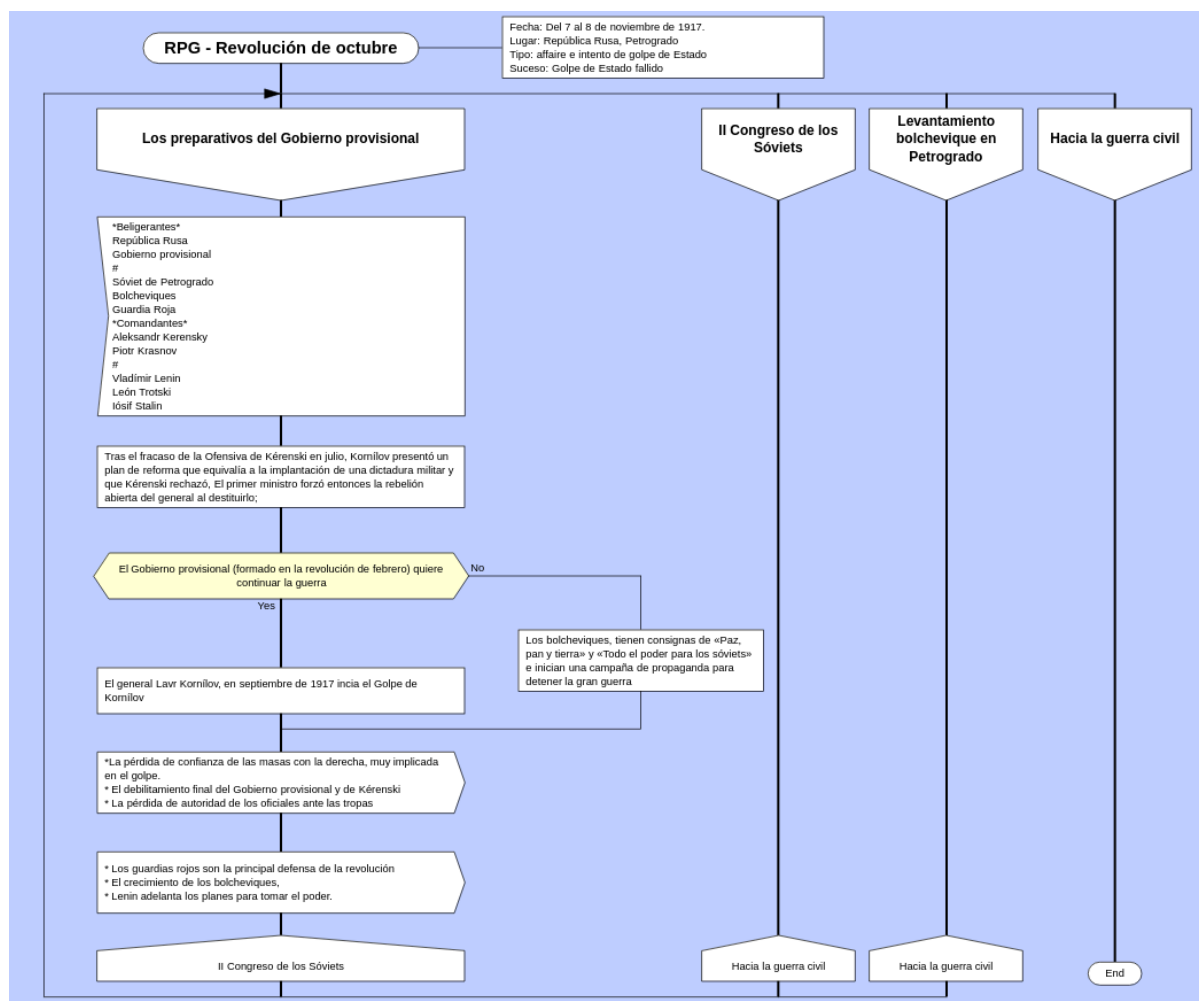 RPG - Revolución de octubre
Fecha: Del 7 al 8 de noviembre de 1917.
Lugar: República Rusa, Petrogrado
Tipo: affaire e intento de golpe de Estado
Suceso: Golpe de Estado fallido
Los preparativos del Gobierno provisional
II Congreso de los
Sóviets
Levantamiento
bolchevique en
Petrogrado
Hacia la guerra civil
*Beligerantes*
República Rusa
Gobierno provisional
#
Sóviet de Petrogrado
Bolcheviques
Guardia Roja
*Comandantes*
Aleksandr Kerensky
Piotr Krasnov
#
Vladímir Lenin
León Trotski
Iósif Stalin
Tras el fracaso de la Ofensiva de Kérenski en julio, Kornílov presentó un
plan de reforma que equivalía a la implantación de una dictadura militar y
que Kérenski rechazó, El primer ministro forzó entonces la rebelión
abierta del general al destituirlo;
El Gobierno provisional (formado en la revolución de febrero) quiere
continuar la guerra
No
Yes
Los bolcheviques, tienen consignas de «Paz,
pan y tierra» y «Todo el poder para los sóviets»
e inician una campaña de propaganda para
detener la gran guerra
El general Lavr Kornílov, en septiembre de 1917 incia el Golpe de
Kornílov
*La pérdida de confianza de las masas con la derecha, muy implicada
en el golpe.
* El debilitamiento final del Gobierno provisional y de Kérenski
* La pérdida de autoridad de los oficiales ante las tropas
* Los guardias rojos son la principal defensa de la revolución
* El crecimiento de los bolcheviques,
* Lenin adelanta los planes para tomar el poder.
II Congreso de los Sóviets
Hacia la guerra civil
Hacia la guerra civil
End